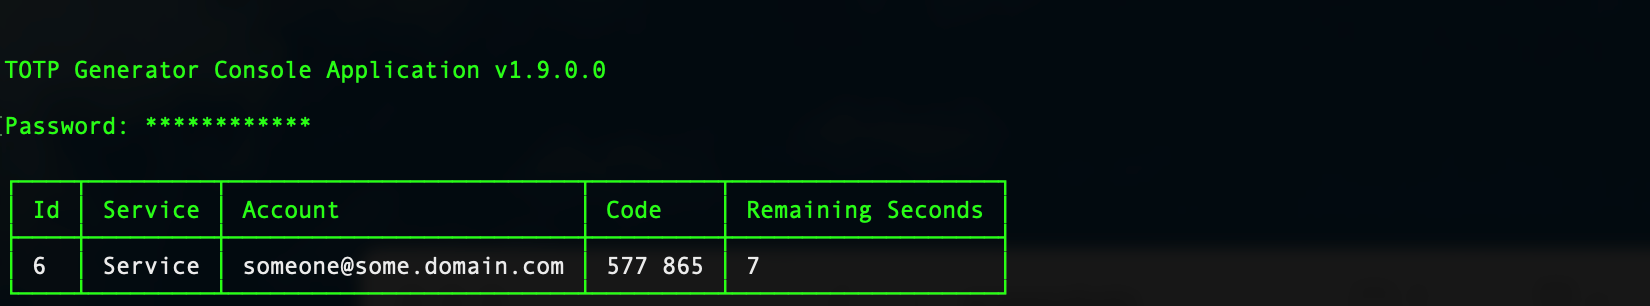 TOTP Generator Console Application v1.9.0.0
Password: ************
Id Service Account Code Remaining Seconds
6 Service someone@some.domain.com 577 865 7